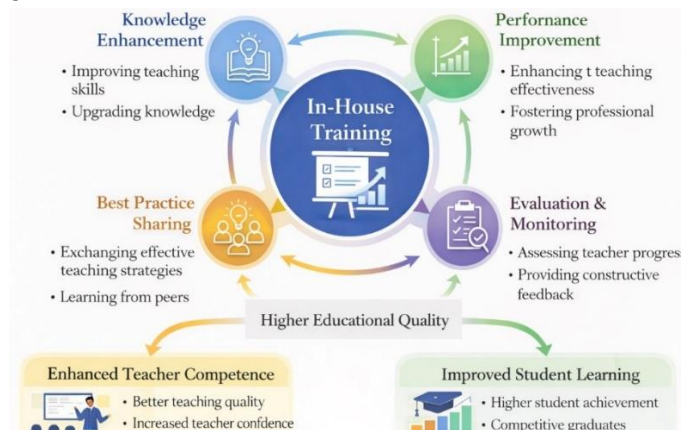 Knowledge
Enhancement
• Improving teaching
skills
• Upgrading knowledge
Perfornance
Improvement
• Enhancing t teaching
effectiveness
• Fostering professional
growth
In-House
Training
Best Practice
Sharing
• Exchanging effective
teaching strategies
• Learning from peers
Evaluation &
Monitoring
• Assessing teacher progres
• Providing constructive
feedback
Higher Educational Quality
Enhanced Teacher Competence
• Better teaching quality
• Increased teacher confdence
Improved Student Learning
• Higher student achievement
• Competitive graduates